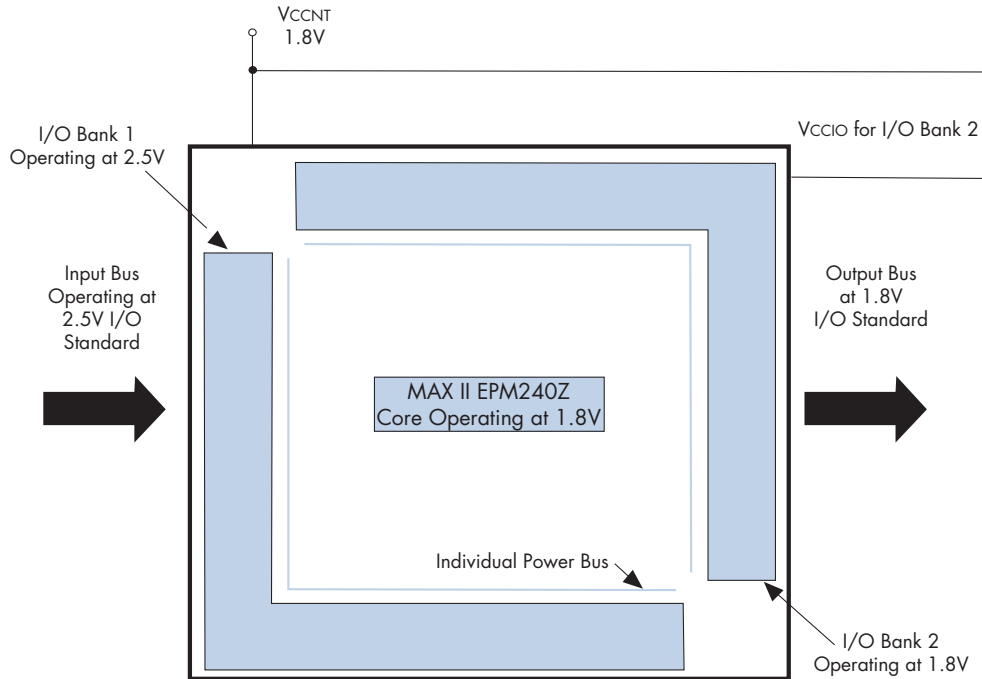 VCCNT
1.8V
I/O Bank 1
Operating at 2.5V
VCCIO for I/O Bank 2
Input Bus
Operating at
2.5V I/O
Standard
Output Bus
at 1.8V
I/O Standard
MAX II EPM240Z
Core Operating at 1.8V
Individual Power Bus
I/O Bank 2
Operating at 1.8V